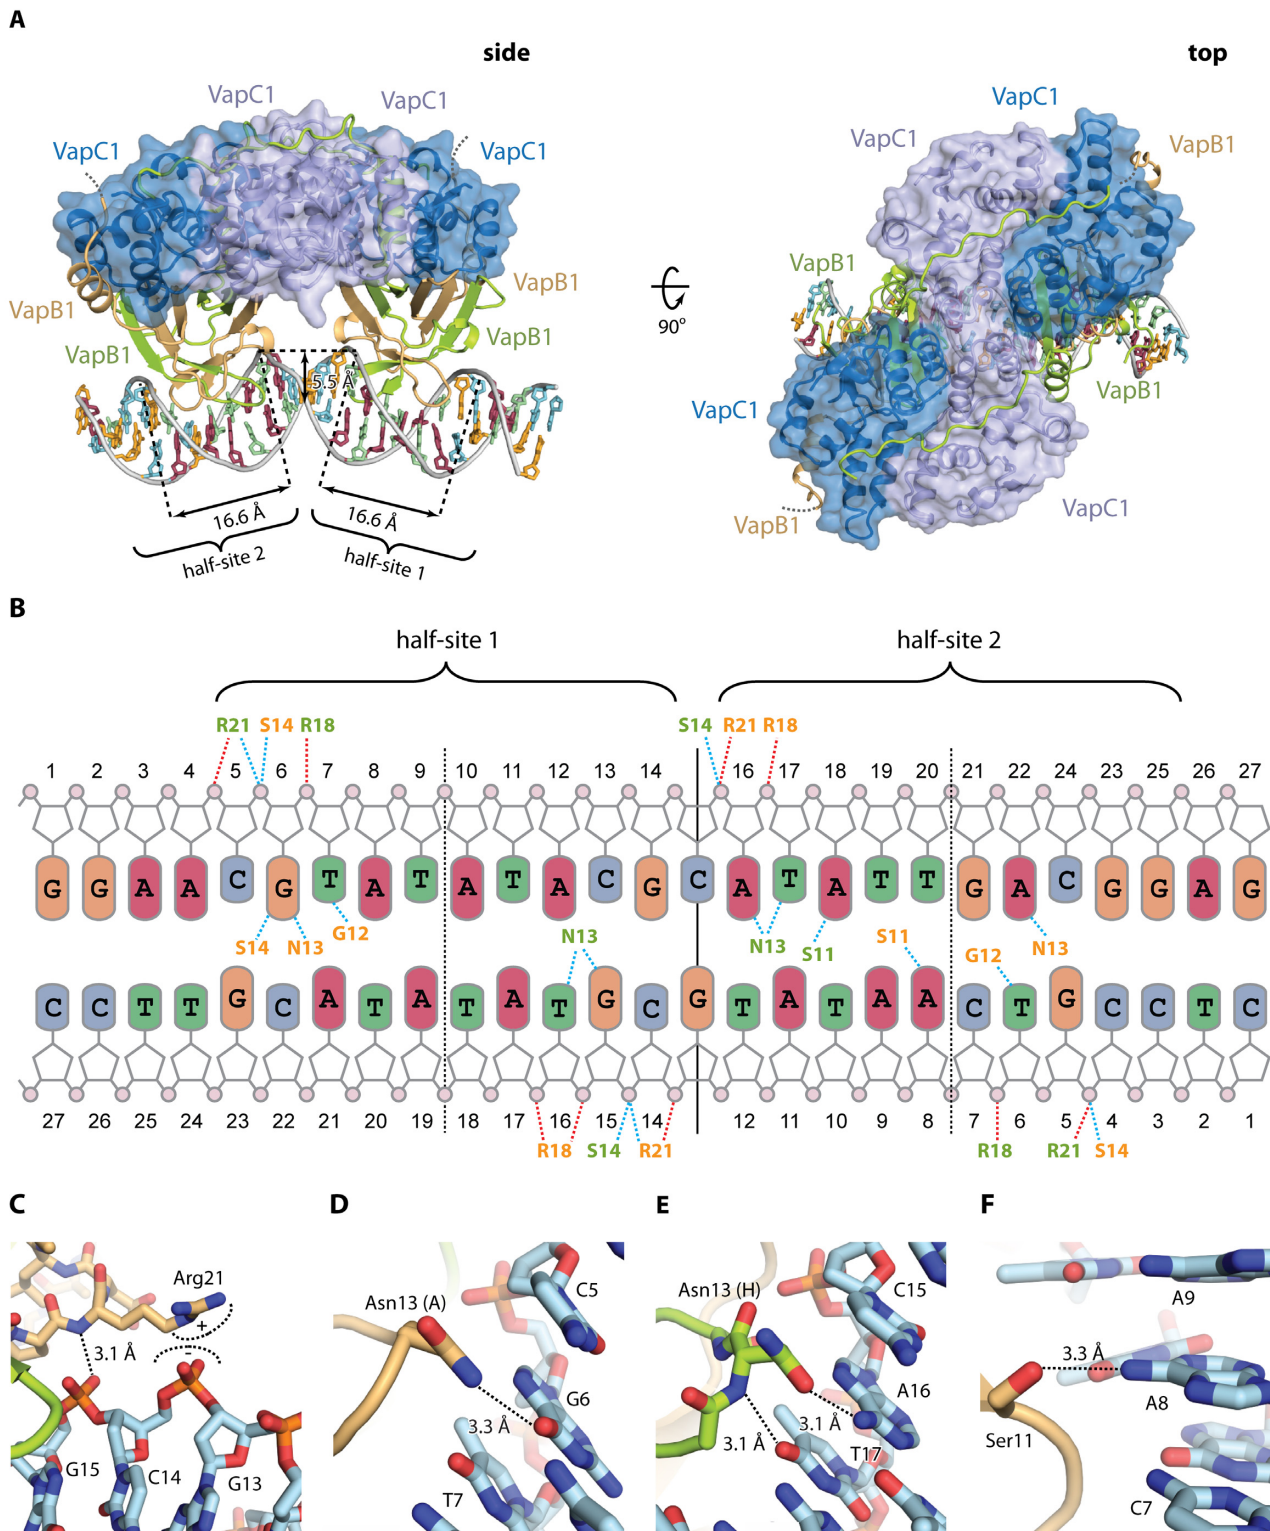 A
side
top
VapC1
VapC1
VapC1
VapC1
VapB1
VapB1
VapB1
VapB1
5.5 Å
16.6 Å
16.6 Å
half-site 2
half-site 1
90°
VapC1
VapC1
VapB1
VapB1
VapB1
VapC1
VapC1
VapB1
B
half-site 1
half-site 2
R21 S14 R18 S14 R21 R18
1 2 3 4 5 6 7 8 9 10 11 12 13 14 16 17 18 19 20 21 22 24 23 25 26 27
G G A A C G T A T A T A C G C A T A T T G A C G G A G
S14 N13 G12 N13 N13 S11 S11 G12 N13
C C T T G C A T A T A T G C G T A T A A C T G C C T C
27 26 25 24 23 22 21 20 19 18 17 16 15 14 12 11 10 9 8 7 6 5 4 3 2 1
R18 S14 R21 R18 R21 S14
C
Arg21
+
-
3.1 Å
G15
C14
G13
D
Asn13 (A)
C5
G6
3.3 Å
T7
E
Asn13 (H)
C15
A16
3.1 Å
3.1 Å
T17
F
A9
3.3 Å
A8
Ser11
C7